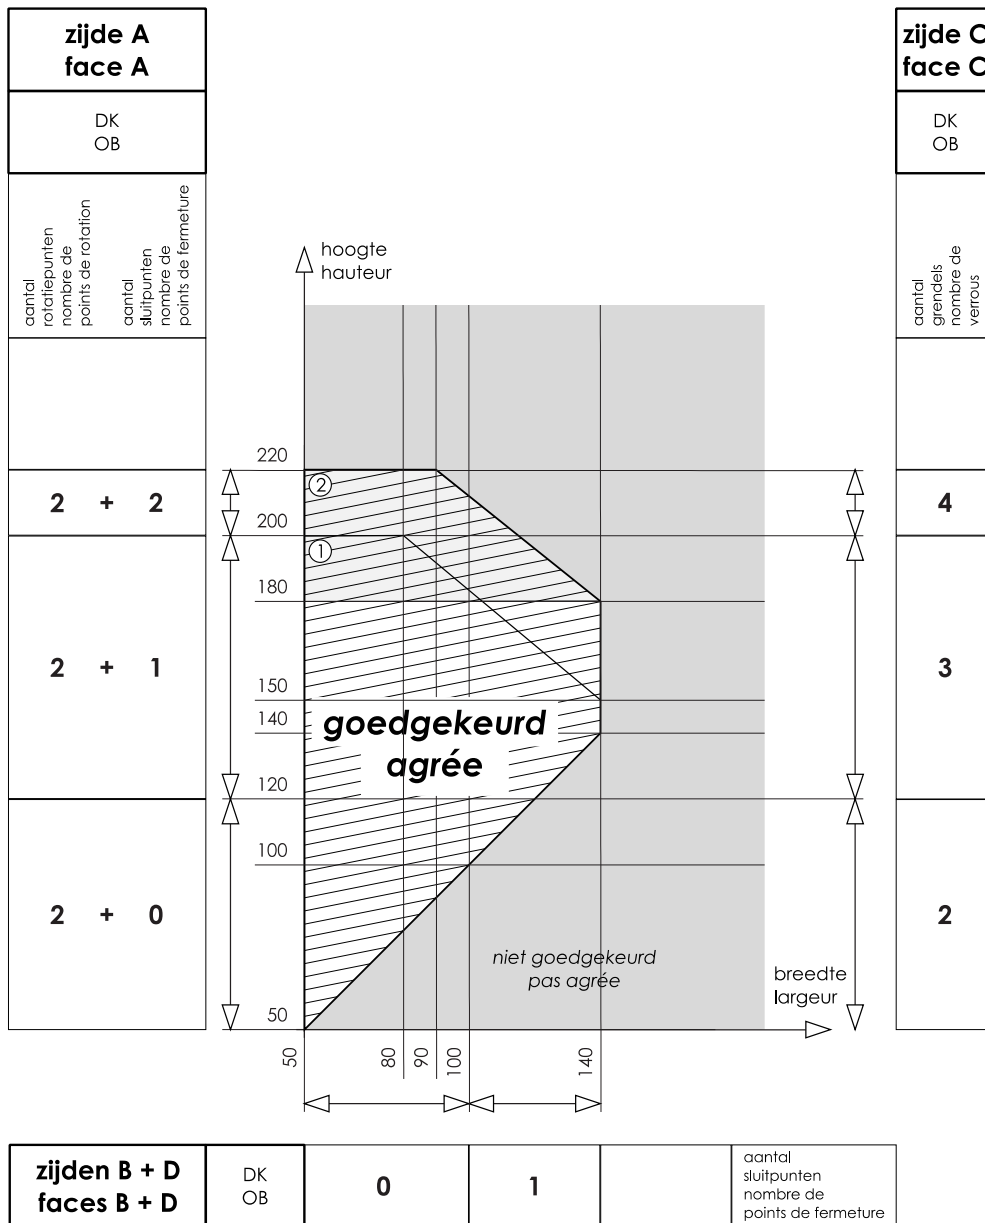 zijde A
face A
DK
OB
aantal
rotatiepunten
nombre de
points de rotation
aantal
sluitpunten
nombre de
points de fermeture
2 + 2
2 + 1
2 + 0
hoogte
hauteur
220
200
180
150
140
120
100
50
2
1
goedgekeurd
agrée
niet goedgekeurd
pas agrée
breedte
largeur
50
80
90
100
140
zijde C
face C
DK
OB
aantal
grendels
nombre de
verrous
4
3
2
zijden B + D
faces B + D
DK
OB
0
1
aantal
sluitpunten
nombre de
points de fermeture